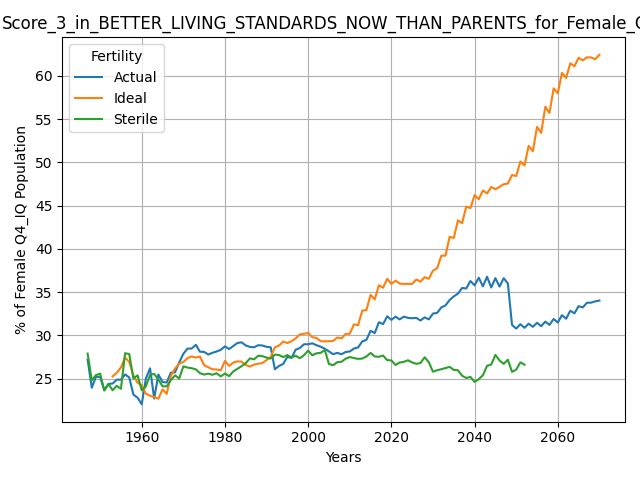 Score_3_in_BETTER_LIVING_STANDARDS_NOW_THAN_PARENTS_for_Female_
Fertility
Actual
Ideal
Sterile
% of Female Q4_IQ Population
60
55
50
45
40
35
30
25
1960
1980
2000
2020
2040
2060
Years